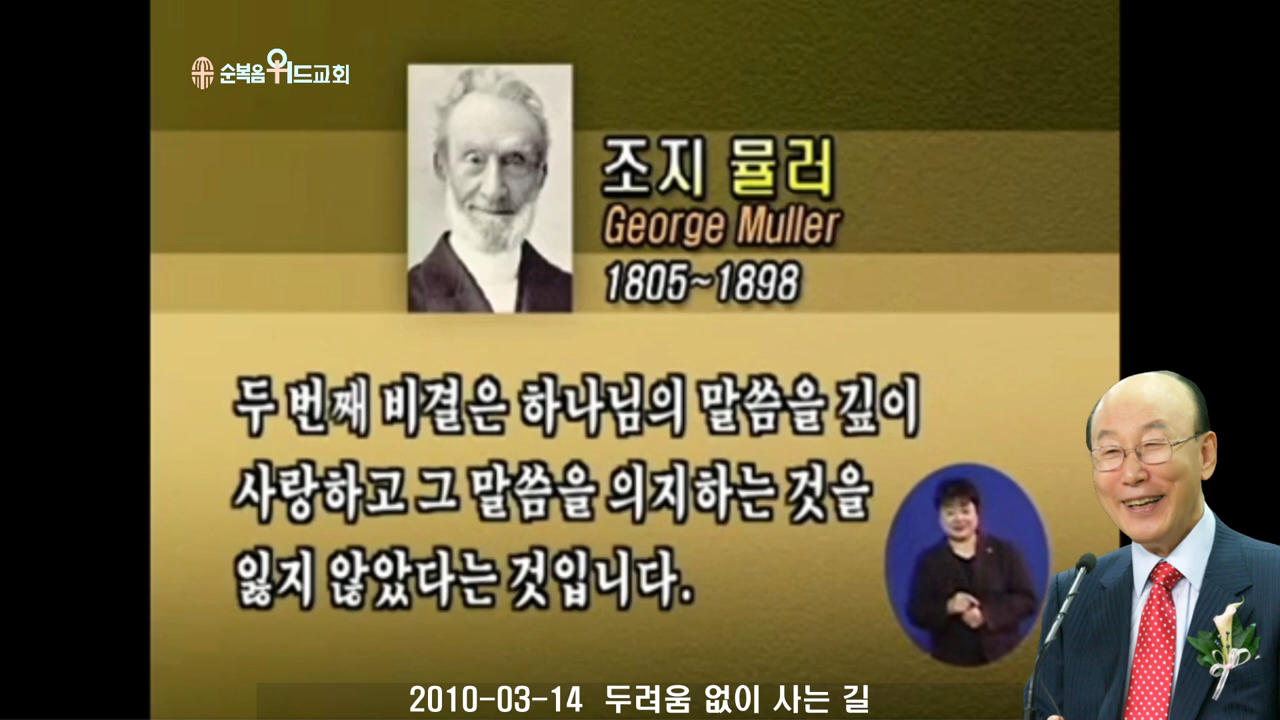 순복음워드교회
조지 뮬러
George Muller
1805~1898
두 번째 비결은 하나님의 말씀을 깊이
사랑하고 그 말씀을 의지하는 것을
잃지 않았다는 것입니다.
2010-03-14 두려움 없이 사는 길